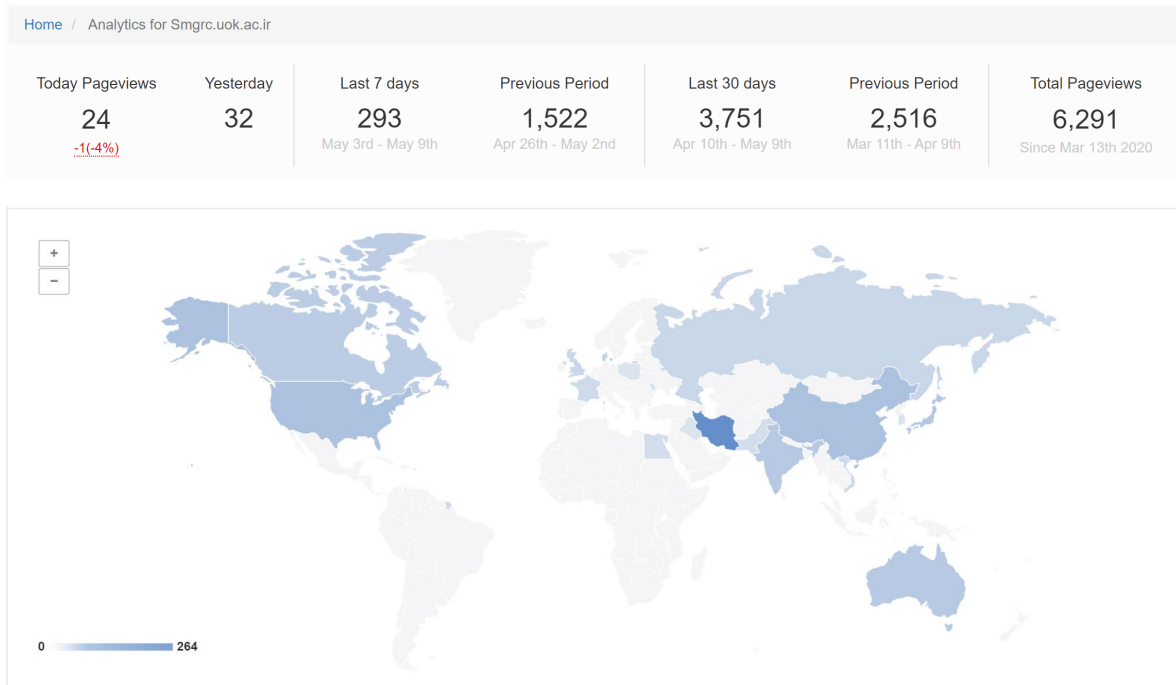 Home / Analytics for Smgrc.uok.ac.ir
Today Pageviews Yesterday Last 7 days Previous Period Last 30 days Previous Period Total Pageviews
24 32 293 1,522 3,751 2,516 6,291
-1(-4%) May 3rd - May 9th Apr 26th - May 2nd Apr 10th - May 9th Mar 11th - Apr 9th Since Mar 13th 2020
+
−
0 264